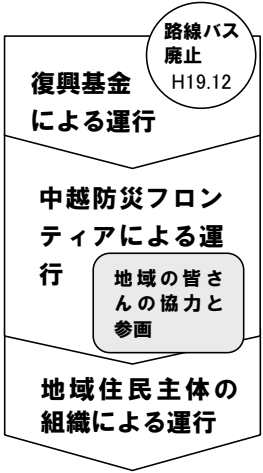 路線バス
廃止
H19.12
復興基金
による運行
中越防災フロン
ティアによる運
行
地域の皆さ
んの協力と
参画
地域住民主体の
組織による運行